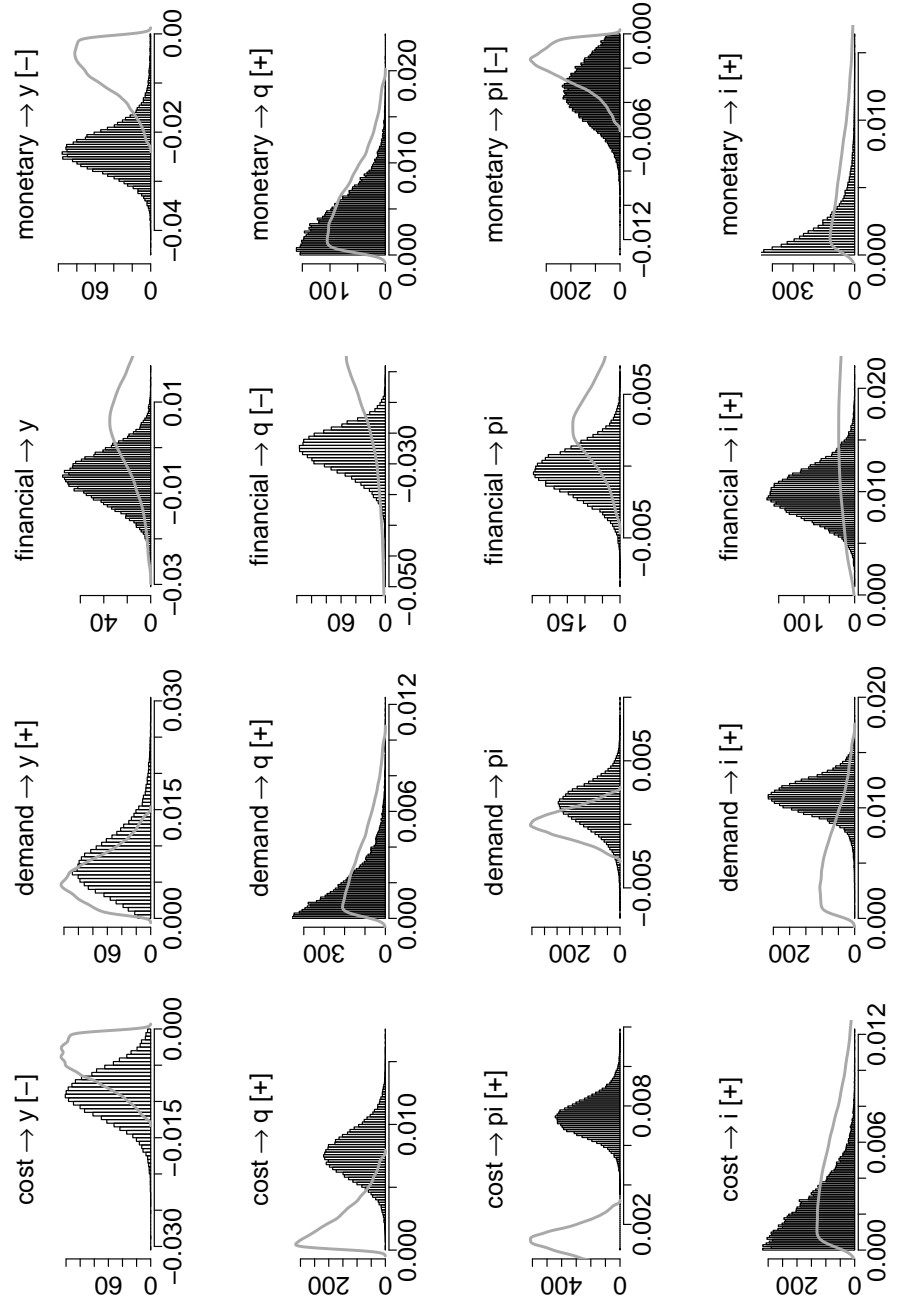 cost → y [−]
0 60
−0.030 −0.015 0.000
demand → y [+]
0 60
0.000 0.015 0.030
financial → y
0 40
−0.03 −0.01 0.01
monetary → y [−]
0 60
−0.04 −0.02 0.00
cost → q [+]
0 200
0.000 0.010
demand → q [+]
0 300
0.000 0.006 0.012
financial → q [−]
0 60
−0.050 −0.030
monetary → q [+]
0 100
0.000 0.010 0.020
cost → pi [+]
0 400
0.002 0.008
demand → pi
0 200
−0.005 0.005
financial → pi
0 150
−0.005 0.005
monetary → pi [−]
0 200
−0.012 −0.006 0.000
cost → i [+]
0 200
0.000 0.006 0.012
demand → i [+]
0 200
0.000 0.010 0.020
financial → i [+]
0 100
0.000 0.010 0.020
monetary → i [+]
0 300
0.000 0.010